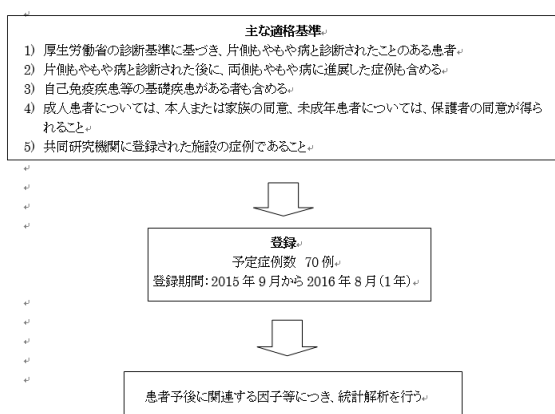 主な適格基準
1) 厚生労働省の診断基準に基づき、片側もやもや病と診断されたことのある患者
2) 片側もやもや病と診断された後に、両側もやもや病に進展した症例も含める
3) 自己免疫疾患等の基礎疾患がある者も含める
4) 成人患者については、本人または家族の同意、未成年患者については、保護者の同意が得ら
れること
5) 共同研究機関に登録された施設の症例であること
登録
予定症例数 70 例
登録期間：2015 年 9 月から 2016 年 8 月（1 年）
患者予後に関連する因子等につき、統計解析を行う